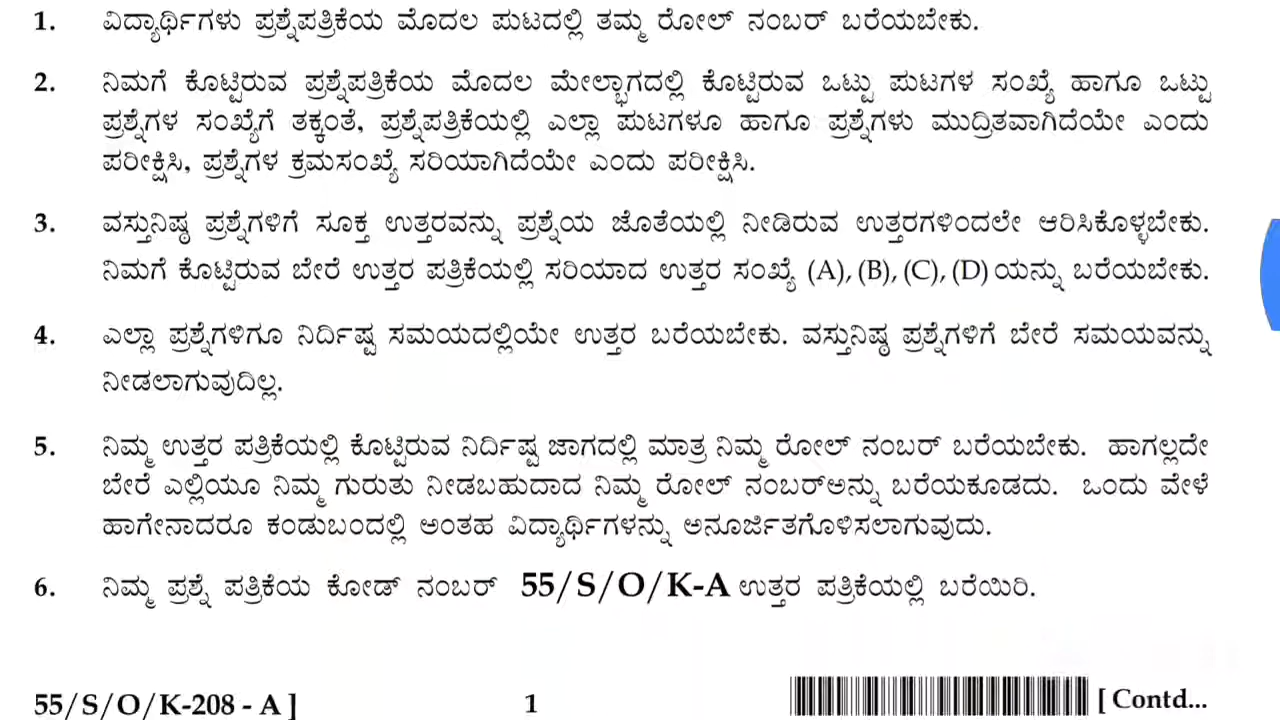 1. ವಿದ್ಯಾರ್ಥಿಗಳು ಪ್ರಶ್ನೆಪತ್ರಿಕೆಯ ಮೊದಲ ಪುಟದಲ್ಲಿ ತಮ್ಮ ರೋಲ್ ನಂಬರ್ ಬರೆಯಬೇಕು.
2. ನಿಮಗೆ ಕೊಟ್ಟಿರುವ ಪ್ರಶ್ನೆಪತ್ರಿಕೆಯ ಮೊದಲ ಮೇಲ್ಭಾಗದಲ್ಲಿ ಕೊಟ್ಟಿರುವ ಒಟ್ಟು ಪುಟಗಳ ಸಂಖ್ಯೆ ಹಾಗೂ ಒಟ್ಟು
ಪ್ರಶ್ನೆಗಳ ಸಂಖ್ಯೆಗೆ ತಕ್ಕಂತೆ, ಪ್ರಶ್ನೆಪತ್ರಿಕೆಯಲ್ಲಿ ಎಲ್ಲಾ ಪುಟಗಳೂ ಹಾಗೂ ಪ್ರಶ್ನೆಗಳು ಮುದ್ರಿತವಾಗಿದೆಯೇ ಎಂದು
ಪರೀಕ್ಷಿಸಿ, ಪ್ರಶ್ನೆಗಳ ಕ್ರಮಸಂಖ್ಯೆ ಸರಿಯಾಗಿದೆಯೇ ಎಂದು ಪರೀಕ್ಷಿಸಿ.
3. ವಸ್ತುನಿಷ್ಠ ಪ್ರಶ್ನೆಗಳಿಗೆ ಸೂಕ್ತ ಉತ್ತರವನ್ನು ಪ್ರಶ್ನೆಯ ಜೊತೆಯಲ್ಲಿ ನೀಡಿರುವ ಉತ್ತರಗಳಿಂದಲೇ ಆರಿಸಿಕೊಳ್ಳಬೇಕು.
ನಿಮಗೆ ಕೊಟ್ಟಿರುವ ಬೇರೆ ಉತ್ತರ ಪತ್ರಿಕೆಯಲ್ಲಿ ಸರಿಯಾದ ಉತ್ತರ ಸಂಖ್ಯೆ (A), (B), (C), (D) ಯನ್ನು ಬರೆಯಬೇಕು.
4. ಎಲ್ಲಾ ಪ್ರಶ್ನೆಗಳಿಗೂ ನಿರ್ದಿಷ್ಟ ಸಮಯದಲ್ಲಿಯೇ ಉತ್ತರ ಬರೆಯಬೇಕು. ವಸ್ತುನಿಷ್ಠ ಪ್ರಶ್ನೆಗಳಿಗೆ ಬೇರೆ ಸಮಯವನ್ನು
ನೀಡಲಾಗುವುದಿಲ್ಲ.
5. ನಿಮ್ಮ ಉತ್ತರ ಪತ್ರಿಕೆಯಲ್ಲಿ ಕೊಟ್ಟಿರುವ ನಿರ್ದಿಷ್ಟ ಜಾಗದಲ್ಲಿ ಮಾತ್ರ ನಿಮ್ಮ ರೋಲ್ ನಂಬರ್ ಬರೆಯಬೇಕು. ಹಾಗಲ್ಲದೇ
ಬೇರೆ ಎಲ್ಲಿಯೂ ನಿಮ್ಮ ಗುರುತು ನೀಡಬಹುದಾದ ನಿಮ್ಮ ರೋಲ್ ನಂಬರ್ಅನ್ನು ಬರೆಯಕೂಡದು. ಒಂದು ವೇಳೆ
ಹಾಗೇನಾದರೂ ಕಂಡುಬಂದಲ್ಲಿ ಅಂತಹ ವಿದ್ಯಾರ್ಥಿಗಳನ್ನು ಅನೂರ್ಜಿತಗೊಳಿಸಲಾಗುವುದು.
6. ನಿಮ್ಮ ಪ್ರಶ್ನೆ ಪತ್ರಿಕೆಯ ಕೋಡ್ ನಂಬರ್ 55/S/O/K-A ಉತ್ತರ ಪತ್ರಿಕೆಯಲ್ಲಿ ಬರೆಯಿರಿ.
55/S/O/K-208 - A ] 1 [ Contd...